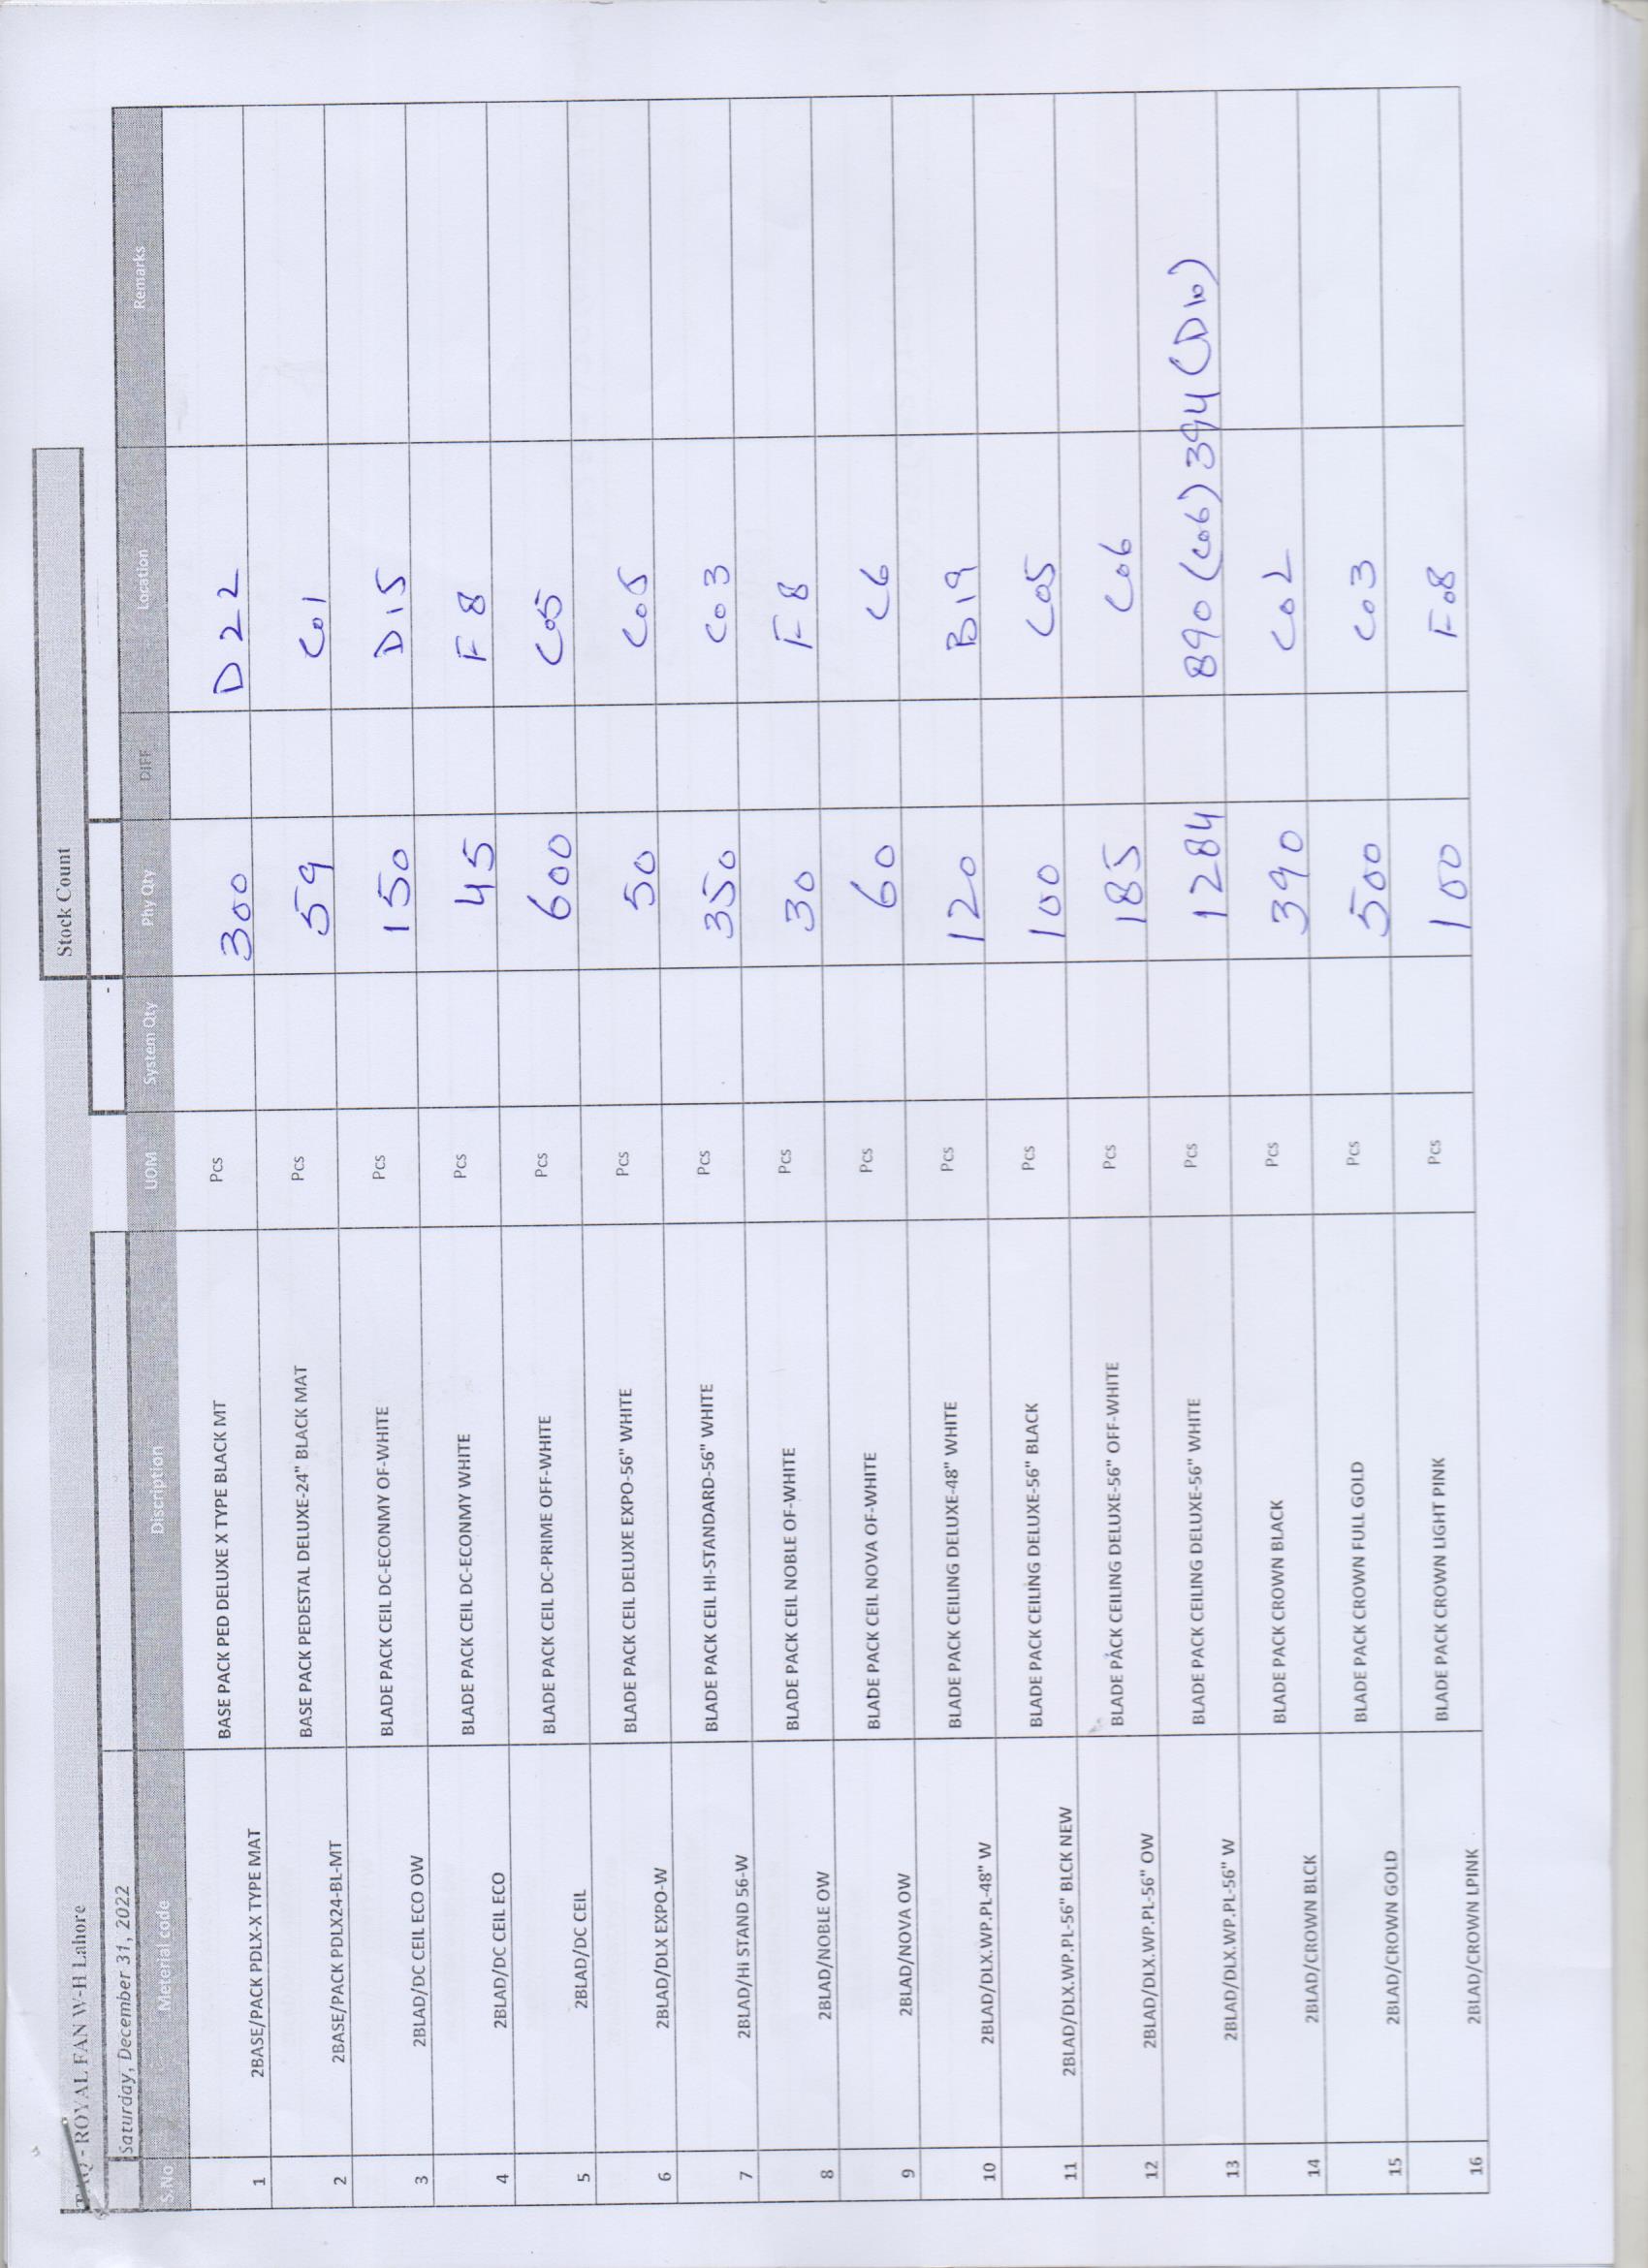 TAQ - ROYAL FAN W-H Lahore
Stock Count
Saturday, December 31, 2022 -
S.No Meterial code Discription UOM System Qty Phy Qty DIFF Location Remarks
1 2BASE/PACK PDLX-X TYPE MAT BASE PACK PED DELUXE X TYPE BLACK MT Pcs 300 D22
2 2BASE/PACK PDLX24-BL-MT BASE PACK PEDESTAL DELUXE-24" BLACK MAT Pcs 59 C01
3 2BLAD/DC CEIL ECO OW BLADE PACK CEIL DC-ECONMY OF-WHITE Pcs 150 D15
4 2BLAD/DC CEIL ECO BLADE PACK CEIL DC-ECONMY WHITE Pcs 45 F8
5 2BLAD/DC CEIL BLADE PACK CEIL DC-PRIME OFF-WHITE Pcs 600 C05
6 2BLAD/DLX EXPO-W BLADE PACK CEIL DELUXE EXPO-56" WHITE Pcs 50 C05
7 2BLAD/HI STAND 56-W BLADE PACK CEIL HI-STANDARD-56" WHITE Pcs 350 C03
8 2BLAD/NOBLE OW BLADE PACK CEIL NOBLE OF-WHITE Pcs 30 F8
9 2BLAD/NOVA OW BLADE PACK CEIL NOVA OF-WHITE Pcs 60 C6
10 2BLAD/DLX.WP.PL-48" W BLADE PACK CEILING DELUXE-48" WHITE Pcs 120 B19
11 2BLAD/DLX.WP.PL-56" BLCK NEW BLADE PACK CEILING DELUXE-56" BLACK Pcs 100 C05
12 2BLAD/DLX.WP.PL-56" OW BLADE PACK CEILING DELUXE-56" OFF-WHITE Pcs 185 C06
13 2BLAD/DLX.WP.PL-56" W BLADE PACK CEILING DELUXE-56" WHITE Pcs 1284 890 (C06) 394 (D10)
14 2BLAD/CROWN BLCK BLADE PACK CROWN BLACK Pcs 390 C02
15 2BLAD/CROWN GOLD BLADE PACK CROWN FULL GOLD Pcs 500 C03
16 2BLAD/CROWN LPINK BLADE PACK CROWN LIGHT PINK Pcs 100 F08